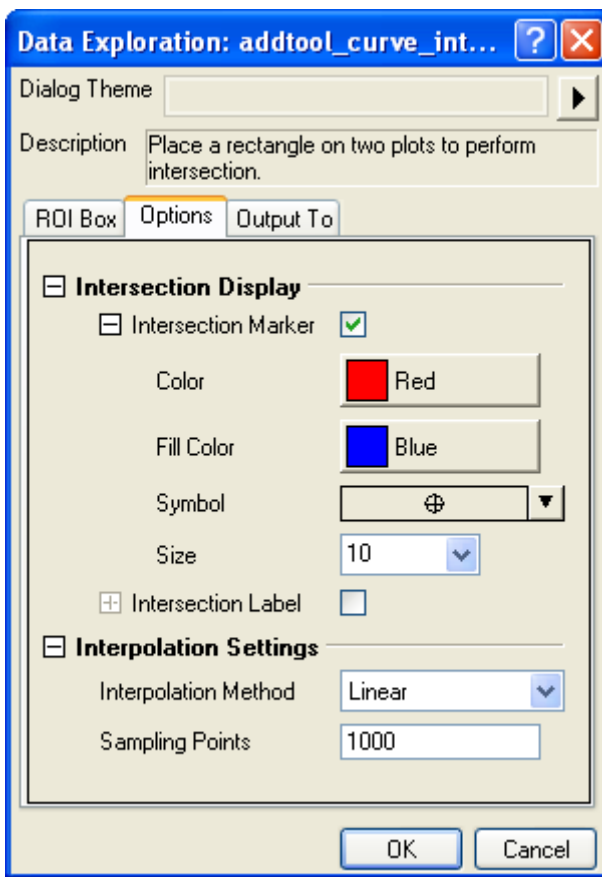 Data Exploration: addtool_curve_int...
Dialog Theme
Description Place a rectangle on two plots to perform
intersection.
ROI Box Options Output To
Intersection Display
Intersection Marker
Color Red
Fill Color Blue
Symbol
Size 10
Intersection Label
Interpolation Settings
Interpolation Method Linear
Sampling Points 1000
OK Cancel